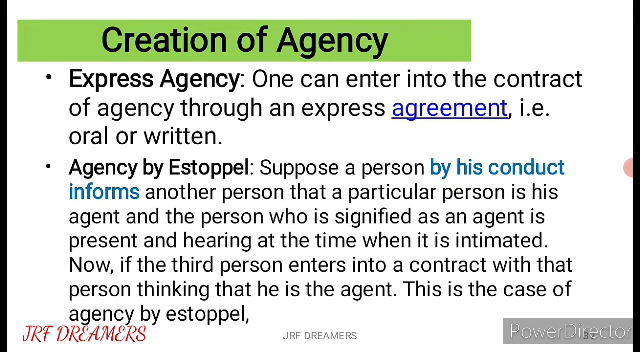 Creation of Agency
• Express Agency: One can enter into the contract
of agency through an express agreement, i.e.
oral or written.
• Agency by Estoppel: Suppose a person by his conduct
informs another person that a particular person is his
agent and the person who is signified as an agent is
present and hearing at the time when it is intimated.
Now, if the third person enters into a contract with that
person thinking that he is the agent. This is the case of
agency by estoppel,
JRF DREAMERS
JRF DREAMERS
PowerDirector